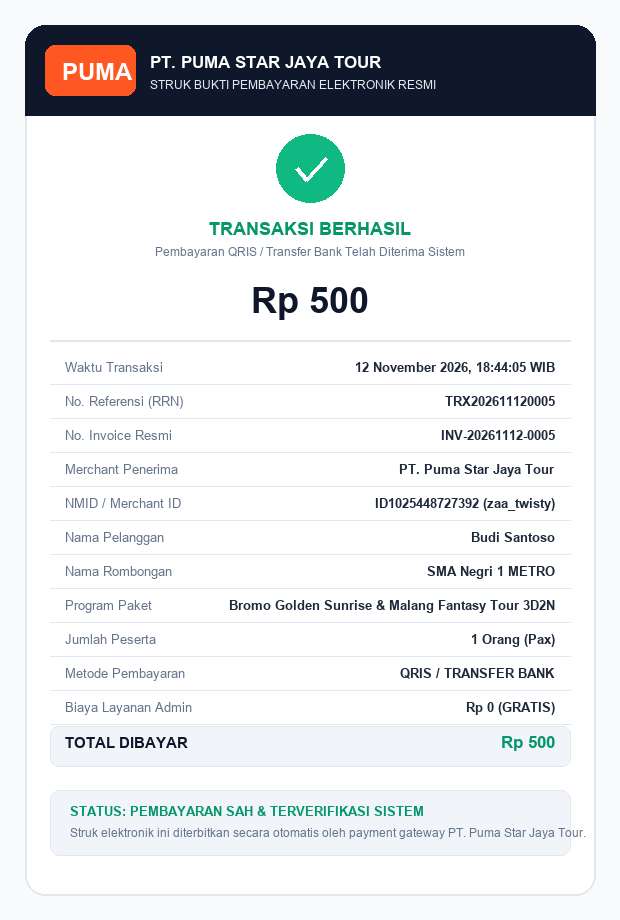 PUMA
PT. PUMA STAR JAYA TOUR
STRUK BUKTI PEMBAYARAN ELEKTRONIK RESMI
TRANSAKSI BERHASIL
Pembayaran QRIS / Transfer Bank Telah Diterima Sistem
Rp 500
Waktu Transaksi 12 November 2026, 18:44:05 WIB
No. Referensi (RRN) TRX202611120005
No. Invoice Resmi INV-20261112-0005
Merchant Penerima PT. Puma Star Jaya Tour
NMID / Merchant ID ID1025448727392 (zaa_twisty)
Nama Pelanggan Budi Santoso
Nama Rombongan SMA Negri 1 METRO
Program Paket Bromo Golden Sunrise & Malang Fantasy Tour 3D2N
Jumlah Peserta 1 Orang (Pax)
Metode Pembayaran QRIS / TRANSFER BANK
Biaya Layanan Admin Rp 0 (GRATIS)
TOTAL DIBAYAR Rp 500
STATUS: PEMBAYARAN SAH & TERVERIFIKASI SISTEM
Struk elektronik ini diterbitkan secara otomatis oleh payment gateway PT. Puma Star Jaya Tour.